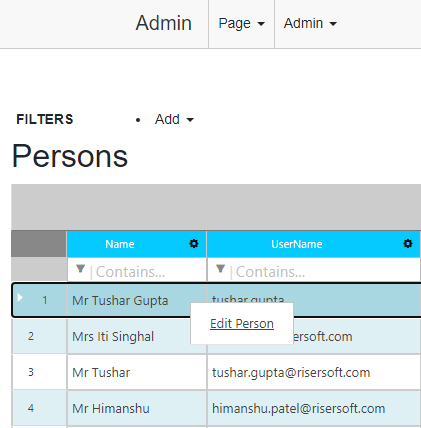 Admin Page Admin
FILTERS • Add
Persons
Name UserName
Contains... Contains...
1 Mr Tushar Gupta tushar.gupta
Edit Person
2 Mrs Iti Singhal ersoft.com
3 Mr Tushar tushar.gupta@risersoft.com
4 Mr Himanshu himanshu.patel@risersoft.com